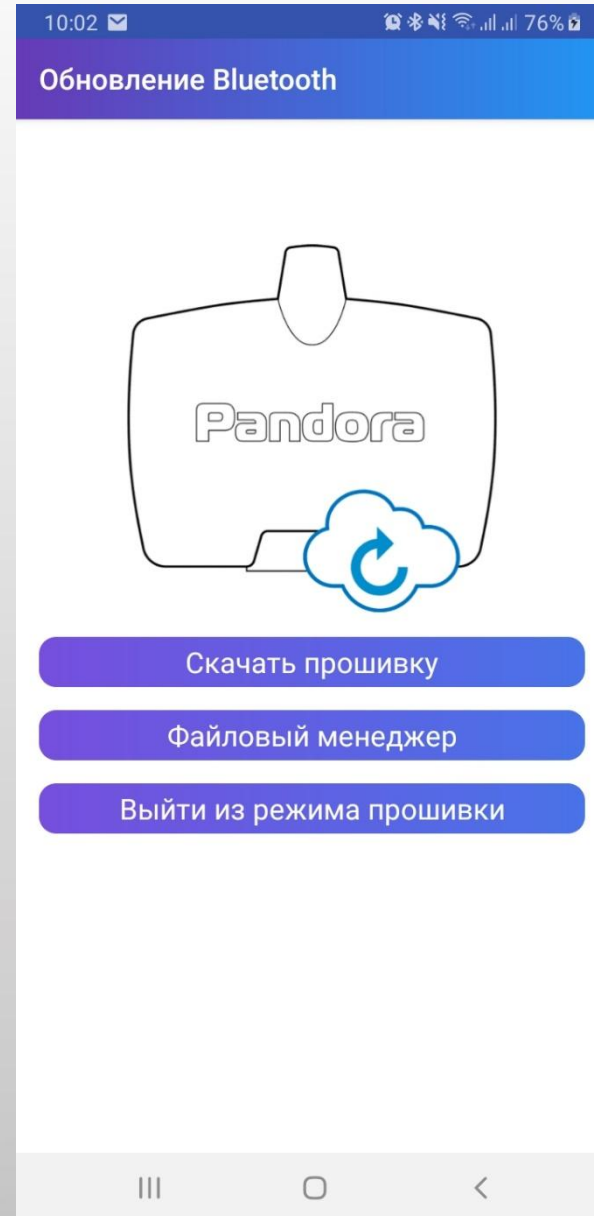 10:02
76%
Обновление Bluetooth
Pandora
Скачать прошивку
Файловый менеджер
Выйти из режима прошивки